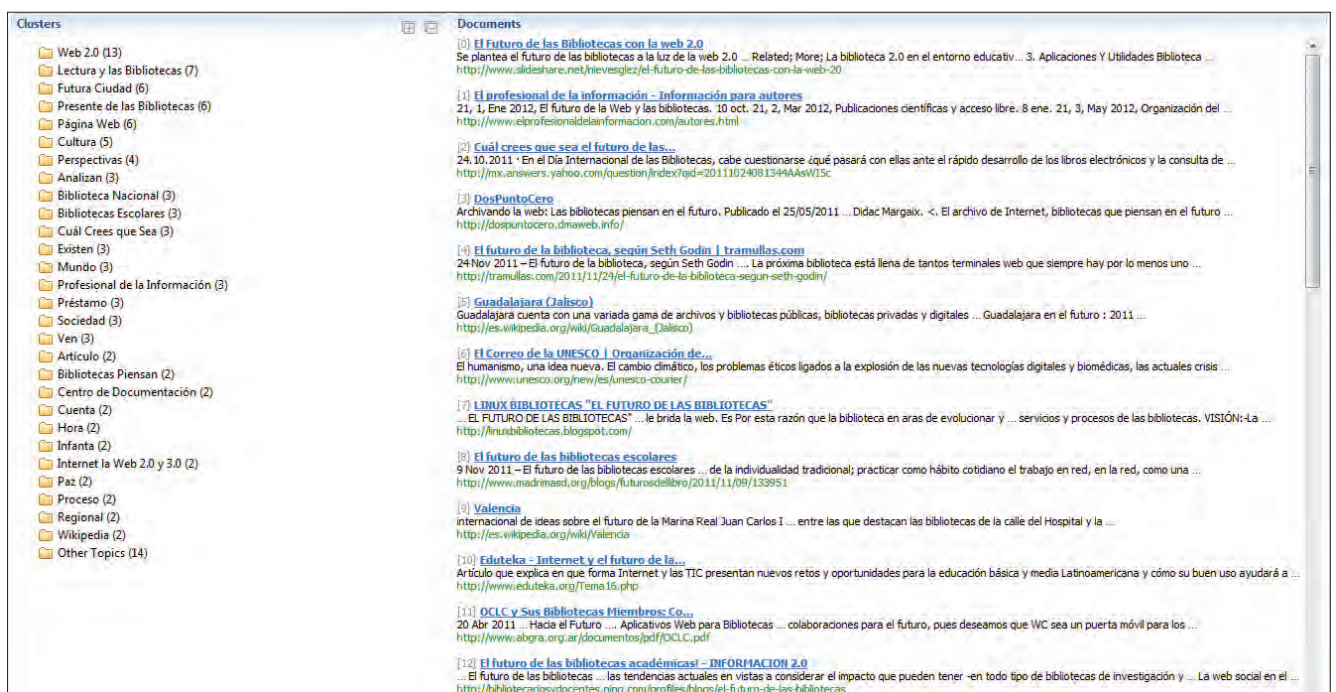 Clusters
Web 2.0 (13)
Lectura y las Bibliotecas (7)
Futura Ciudad (6)
Presente de las Bibliotecas (6)
Página Web (6)
Cultura (5)
Perspectivas (4)
Analizan (3)
Biblioteca Nacional (3)
Bibliotecas Escolares (3)
Cuál Crees que Sea (3)
Existen (3)
Mundo (3)
Profesional de la Información (3)
Préstamo (3)
Sociedad (3)
Ven (3)
Artículo (2)
Bibliotecas Piensan (2)
Centro de Documentación (2)
Cuenta (2)
Hora (2)
Infanta (2)
Internet la Web 2.0 y 3.0 (2)
Paz (2)
Proceso (2)
Regional (2)
Wikipedia (2)
Other Topics (14)
Documents
[0] El Futuro de las Bibliotecas con la web 2.0
Se plantea el futuro de las bibliotecas a la luz de la web 2.0 ... Related; More; La biblioteca 2.0 en el entorno educativ... 3. Aplicaciones Y Utilidades Biblioteca ...
http://www.slideshare.net/nievesglez/el-futuro-de-las-bibliotecas-con-la-web-20
[1] El profesional de la información - Información para autores
21, 1, Ene 2012, El futuro de la Web y las bibliotecas. 10 oct. 21, 2, Mar 2012, Publicaciones científicas y acceso libre. 8 ene. 21, 3, May 2012, Organización del ...
http://www.elprofesionaldelainformacion.com/autores.html
[2] Cuál crees que sea el futuro de las...
24.10.2011 · En el Día Internacional de las Bibliotecas, cabe cuestionarse ¿qué pasará con ellas ante el rápido desarrollo de los libros electrónicos y la consulta de ...
http://mx.answers.yahoo.com/question/index?qid=20111024081344AAsWI5c
[3] DosPuntoCero
Archivando la web: Las bibliotecas piensan en el futuro. Publicado el 25/05/2011 ... Didac Margaix. <. El archivo de Internet, bibliotecas que piensan en el futuro ...
http://dospuntocero.dmaweb.info/
[4] El futuro de la biblioteca, según Seth Godin | tramullas.com
24 Nov 2011 – El futuro de la biblioteca, según Seth Godin .... La próxima biblioteca está llena de tantos terminales web que siempre hay por lo menos uno ...
http://tramullas.com/2011/11/24/el-futuro-de-la-biblioteca-segun-seth-godin/
[5] Guadalajara (Jalisco)
Guadalajara cuenta con una variada gama de archivos y bibliotecas públicas, bibliotecas privadas y digitales ... Guadalajara en el futuro : 2011 ...
http://es.wikipedia.org/wiki/Guadalajara_(Jalisco)
[6] El Correo de la UNESCO | Organización de...
El humanismo, una idea nueva. El cambio climático, los problemas éticos ligados a la explosión de las nuevas tecnologías digitales y biomédicas, las actuales crisis ...
http://www.unesco.org/new/es/unesco-courier/
[7] LINUX BIBLIOTECAS "EL FUTURO DE LAS BIBLIOTECAS"
... EL FUTURO DE LAS BIBLIOTECAS" ... le brida la web. Es Por esta razón que la biblioteca en aras de evolucionar y ... servicios y procesos de las bibliotecas. VISIÓN:-La ...
http://linuxbibliotecas.blogspot.com/
[8] El futuro de las bibliotecas escolares
9 Nov 2011 – El futuro de las bibliotecas escolares ... de la individualidad tradicional; practicar como hábito cotidiano el trabajo en red, en la red, como una ...
http://www.madrimasd.org/blogs/futurosdellibro/2011/11/09/133951
[9] Valencia
internacional de ideas sobre el futuro de la Marina Real Juan Carlos I ... entre las que destacan las bibliotecas de la calle del Hospital y la ...
http://es.wikipedia.org/wiki/Valencia
[10] Eduteka - Internet y el futuro de la...
Artículo que explica en que forma Internet y las TIC presentan nuevos retos y oportunidades para la educación básica y media Latinoamericana y cómo su buen uso ayudará a ...
http://www.eduteka.org/Tema16.php
[11] OCLC y Sus Bibliotecas Miembros: Co...
20 Abr 2011 ... Hacia el Futuro .... Aplicativos Web para Bibliotecas ... colaboraciones para el futuro, pues deseamos que WC sea un puerta móvil para los ...
http://www.abgra.org.ar/documentos/pdf/OCLC.pdf
[12] El futuro de las bibliotecas académicas! - INFORMACION 2.0
... El futuro de las bibliotecas ... las tendencias actuales en vistas a considerar el impacto que pueden tener -en todo tipo de bibliotecas de investigación y ... La web social en el ...
http://bibliotecariosydocentes.ning.com/profiles/blogs/el-futuro-de-las-bibliotecas